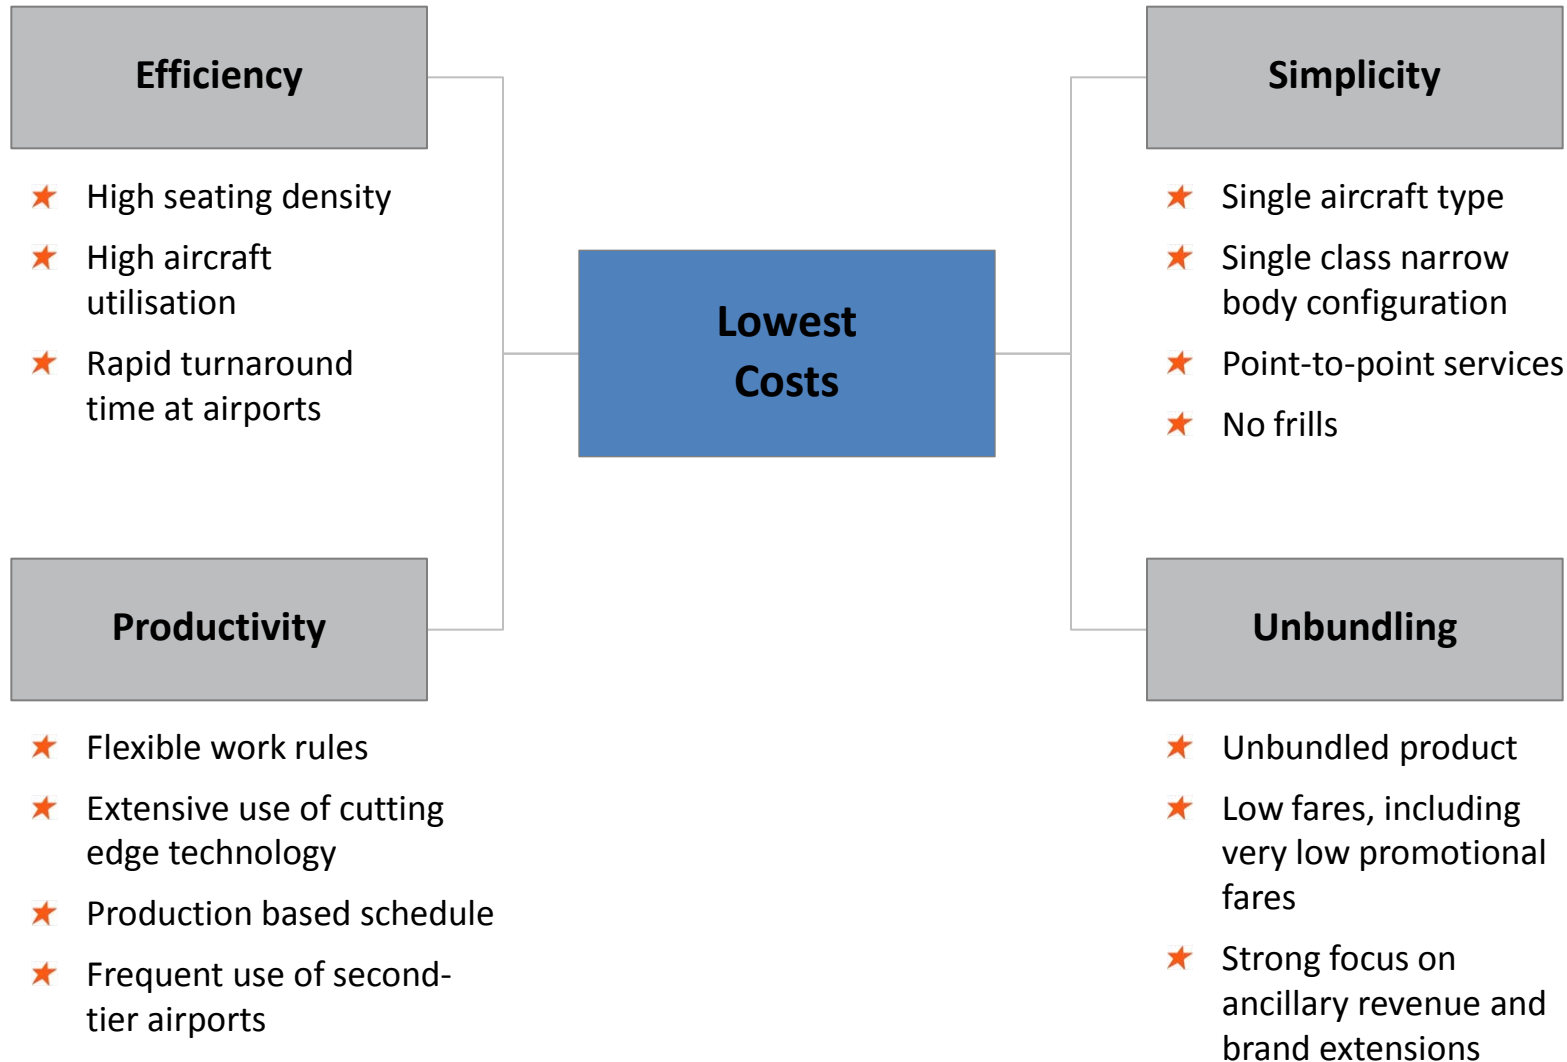 Efficiency
High seating density
High aircraft
utilisation
Rapid turnaround
time at airports
Productivity
Flexible work rules
Extensive use of cutting
edge technology
Production based schedule
Frequent use of second-
tier airports
Lowest
Costs
Simplicity
Single aircraft type
Single class narrow
body configuration
Point-to-point services
No frills
Unbundling
Unbundled product
Low fares, including
very low promotional
fares
Strong focus on
ancillary revenue and
brand extensions